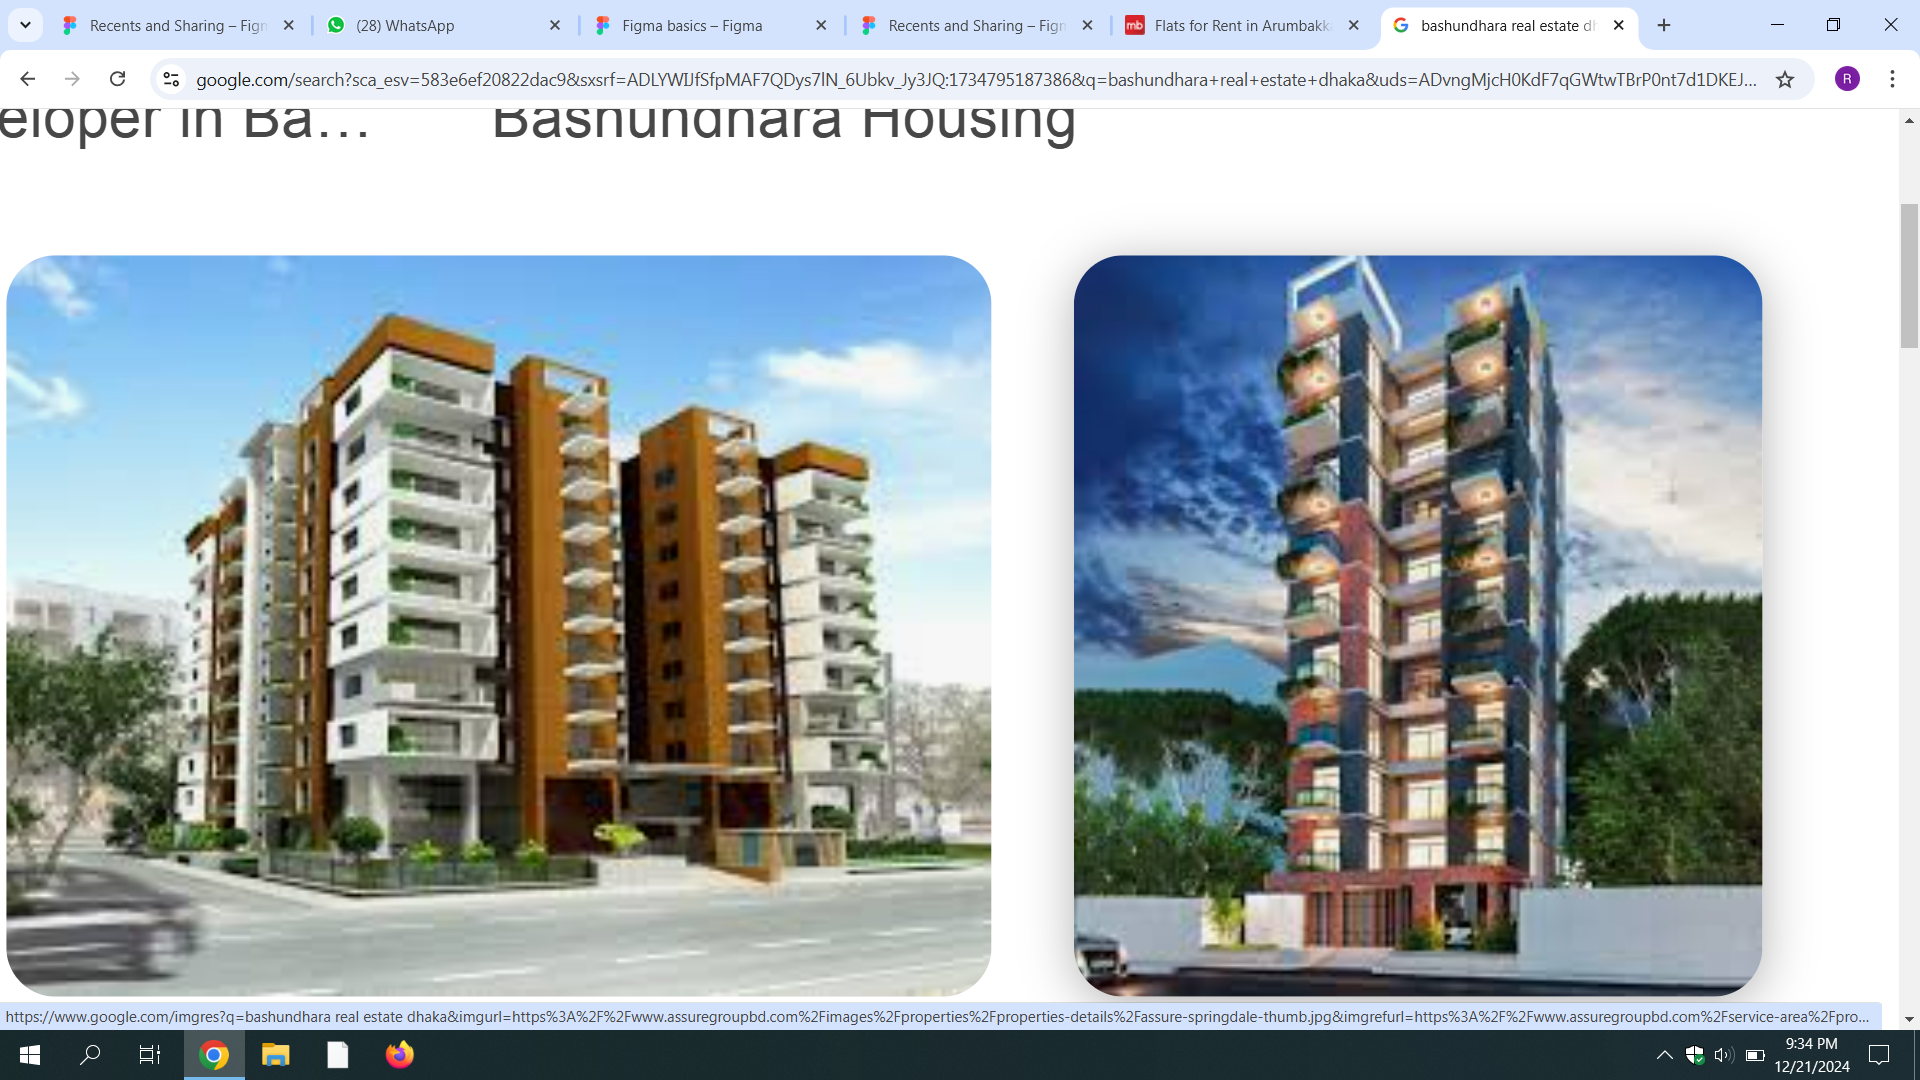 Recents and Sharing – Figm
(28) WhatsApp
Figma basics – Figma
Recents and Sharing – Figm
mb
Flats for Rent in Arumbakka
bashundhara real estate dh
google.com/search?sca_esv=583e6ef20822dac9&sxsrf=ADLYWIJfSfpMAF7QDys7lN_6Ubkv_Jy3JQ:1734795187386&q=bashundhara+real+estate+dhaka&uds=ADvngMjcH0KdF7qGWtwTBrP0nt7d1DKEJ...
R
eloper in Ba...
Bashundhara Housing
https://www.google.com/imgres?q=bashundhara real estate dhaka&imgurl=https%3A%2F%2Fwww.assuregroupbd.com%2Fimages%2Fproperties%2Fproperties-details%2Fassure-springdale-thumb.jpg&imgrefurl=https%3A%2F%2Fwww.assuregroupbd.com%2Fservice-area%2Fpro...
9:34 PM
12/21/2024